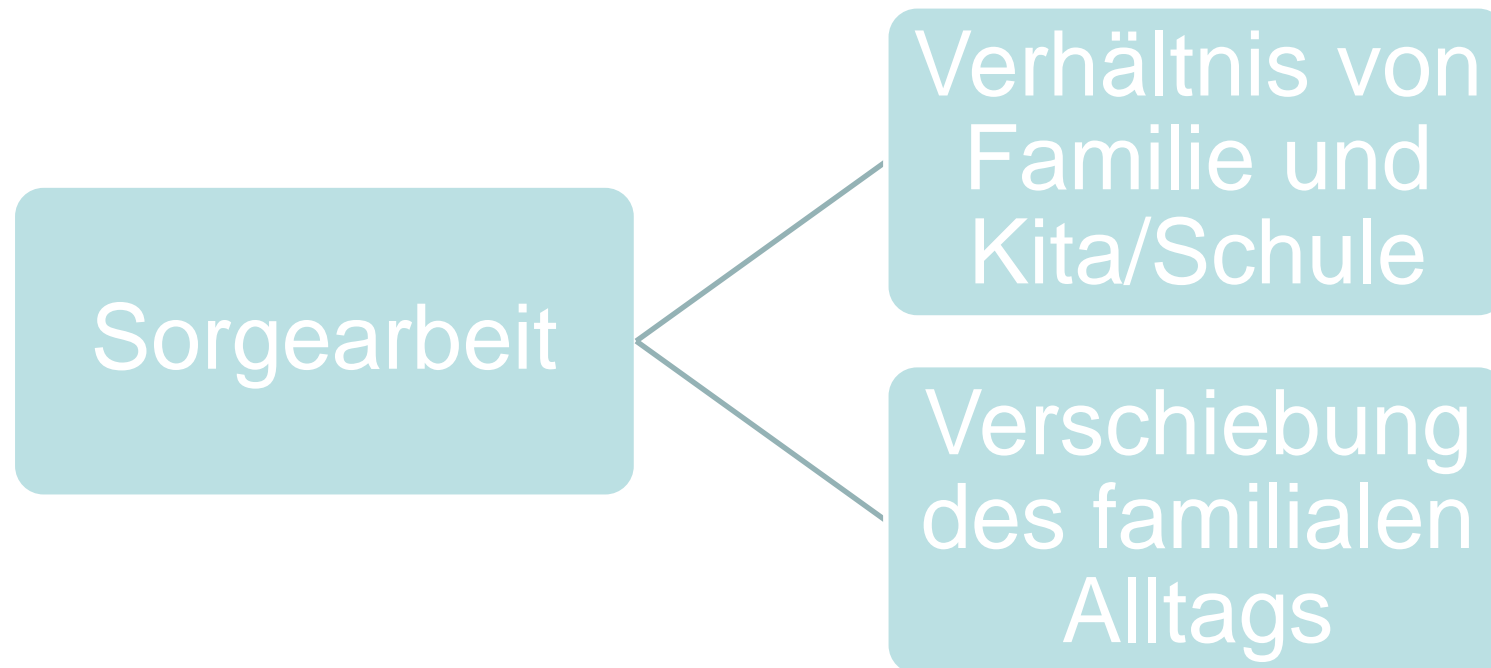 Sorgearbeit
Verhältnis von
Familie und
Kita/Schule
Verschiebung
des familialen
Alltags